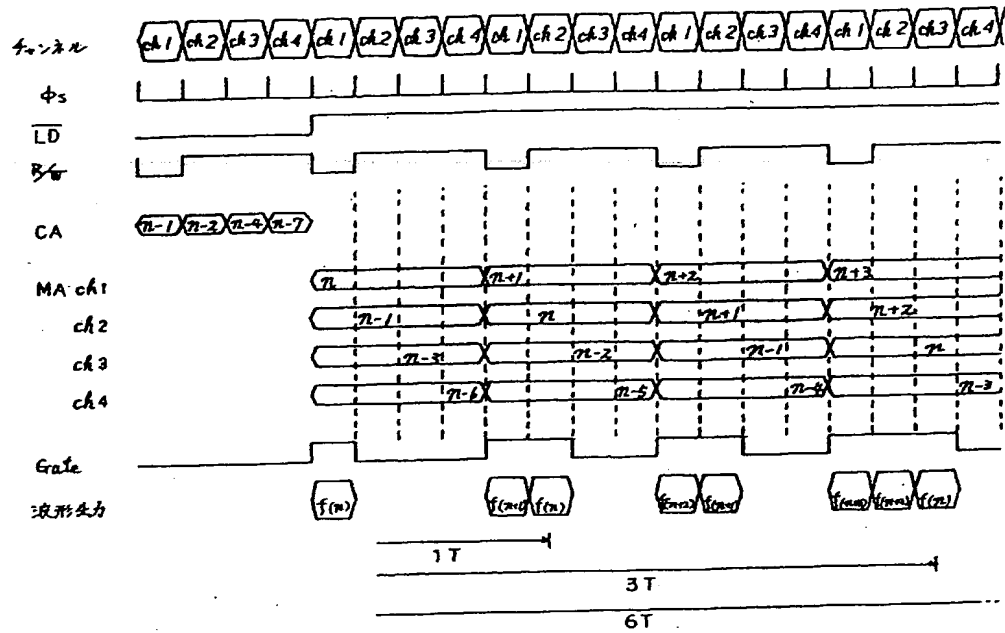 チャンネル ch1 ch2 ch3 ch4 ch1 ch2 ch3 ch4 ch1 ch2 ch3 ch4 ch1 ch2 ch3 ch4 ch1 ch2 ch3 ch4
φs
LD
R/W
CA n-1 n-2 n-4 n-7
MA ch1 n n+1 n+2 n+3
ch2 n-1 n n+1 n+2
ch3 n-3 n-2 n-1 n
ch4 n-6 n-5 n-4 n-3
Gate
波形出力 f(n) f(n+1) f(n) f(n+2) f(n+1) f(n+3) f(n+2) f(n)
1T
3T
6T